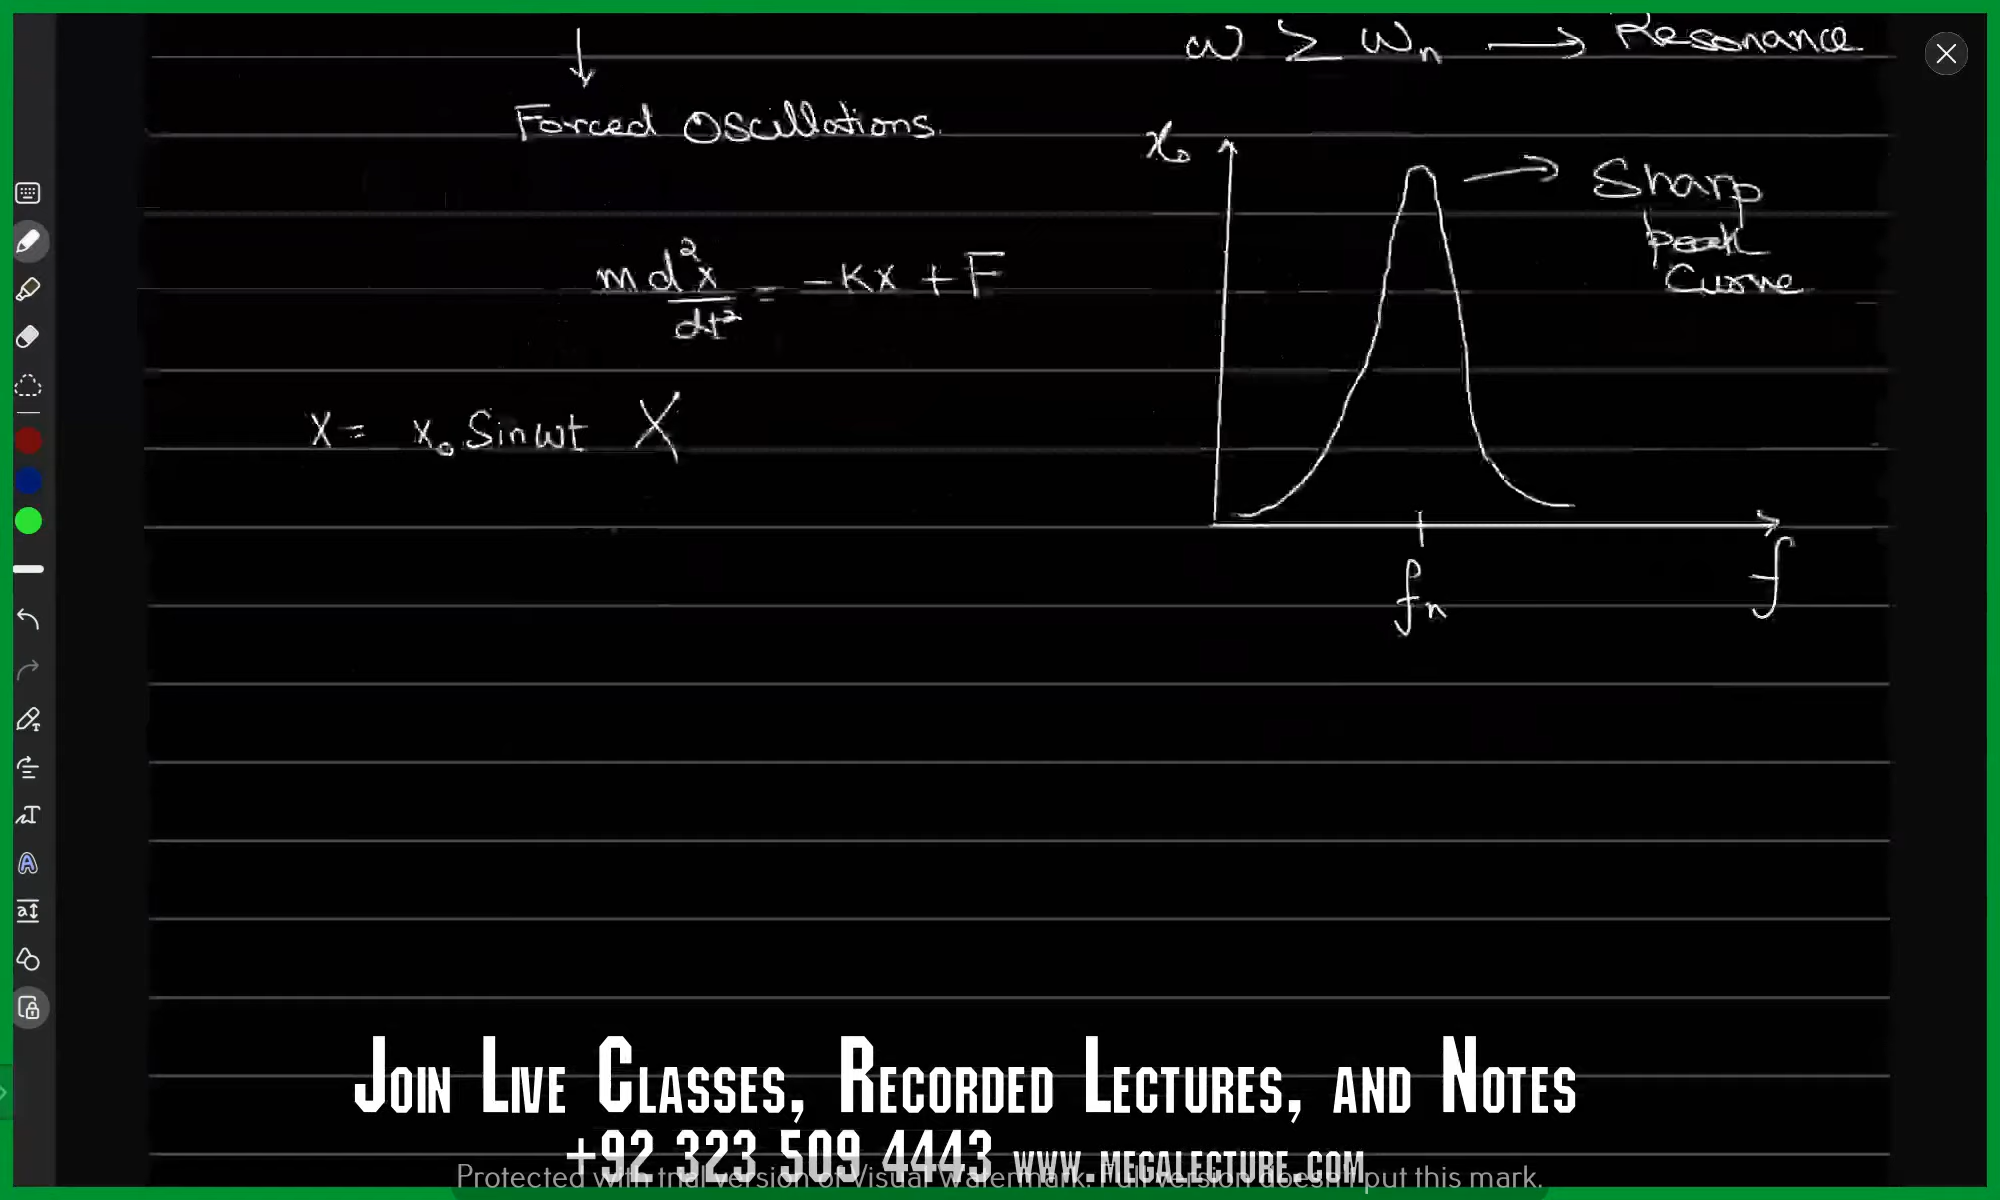 ω ≥ ωn → Resonance
Forced Oscillations.
x₀
Sharp
peak
Curve
m d²x/dt² = -kx + F
x = x₀ Sin ωt X
fn
f
JOIN LIVE CLASSES, RECORDED LECTURES, AND NOTES
+92 323 509 4443 WWW.MEGALECTURE.COM
Protected with trial version of Visual Watermark. Full version doesn't put this mark.